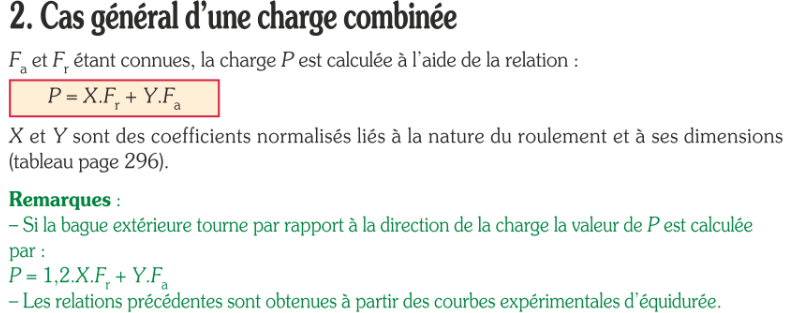 2. Cas général d'une charge combinée
Fa et Fr étant connues, la charge P est calculée à l'aide de la relation :
P = X.Fr + Y.Fa
X et Y sont des coefficients normalisés liés à la nature du roulement et à ses dimensions
(tableau page 296).
Remarques :
– Si la bague extérieure tourne par rapport à la direction de la charge la valeur de P est calculée
par :
P = 1,2.X.Fr + Y.Fa
– Les relations précédentes sont obtenues à partir des courbes expérimentales d'équidurée.